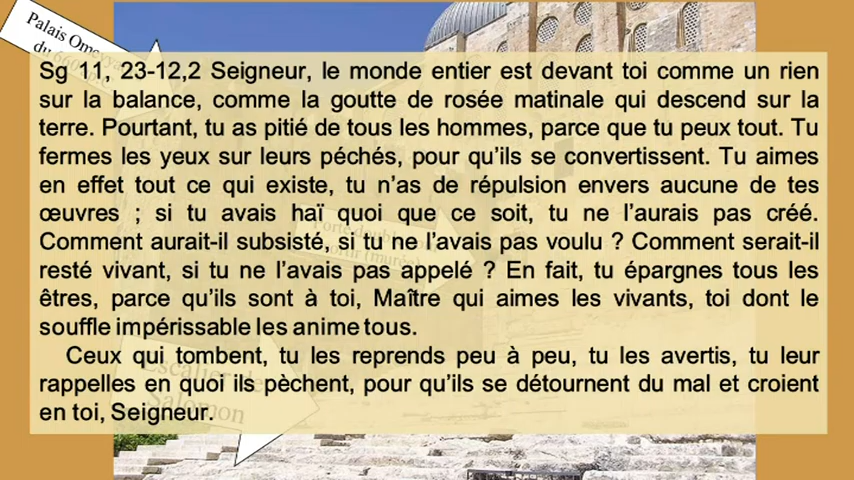 Palais
du
Sg 11, 23-12,2 Seigneur, le monde entier est devant toi comme un rien
sur la balance, comme la goutte de rosée matinale qui descend sur la
terre. Pourtant, tu as pitié de tous les hommes, parce que tu peux tout. Tu
fermes les yeux sur leurs péchés, pour qu’ils se convertissent. Tu aimes
en effet tout ce qui existe, tu n’as de répulsion envers aucune de tes
œuvres ; si tu avais haï quoi que ce soit, tu ne l’aurais pas créé.
Comment aurait-il subsisté, si tu ne l’avais pas voulu ? Comment serait-il
resté vivant, si tu ne l’avais pas appelé ? En fait, tu épargnes tous les
êtres, parce qu’ils sont à toi, Maître qui aimes les vivants, toi dont le
souffle impérissable les anime tous.
Ceux qui tombent, tu les reprends peu à peu, tu les avertis, tu leur
rappelles en quoi ils pèchent, pour qu’ils se détournent du mal et croient
en toi, Seigneur.
Porte double
(murée)
Escalier de
Salomon